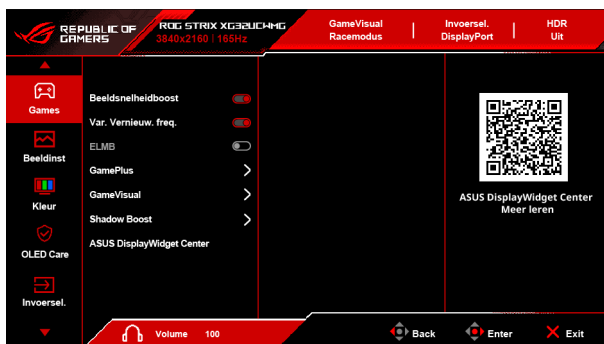 REPUBLIC OF
GAMERS
ROG STRIX XG32UCWMG
3840x2160 | 165Hz
GameVisual
Racemodus
Invoersel.
DisplayPort
HDR
Uit
Games
Beeldinst
Kleur
OLED Care
Invoersel.
Beeldsnelheidboost
Var. Vernieuw. freq.
ELMB
GamePlus
GameVisual
Shadow Boost
ASUS DisplayWidget Center
ASUS DisplayWidget Center
Meer leren
Volume 100
Back
Enter
Exit